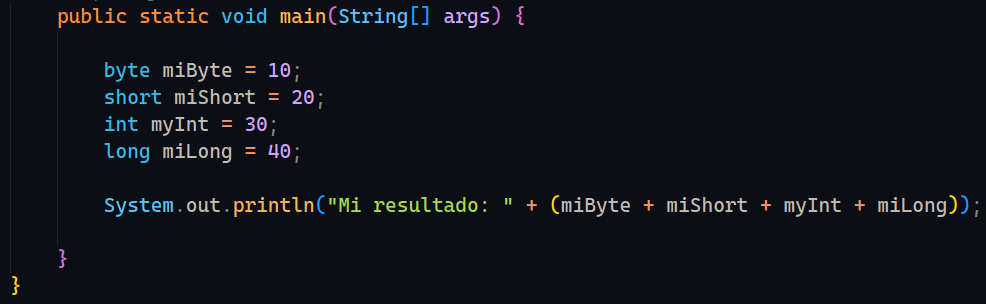 public static void main(String[] args) {
byte miByte = 10;
short miShort = 20;
int myInt = 30;
long miLong = 40;
System.out.println("Mi resultado: " + (miByte + miShort + myInt + miLong));
}
}